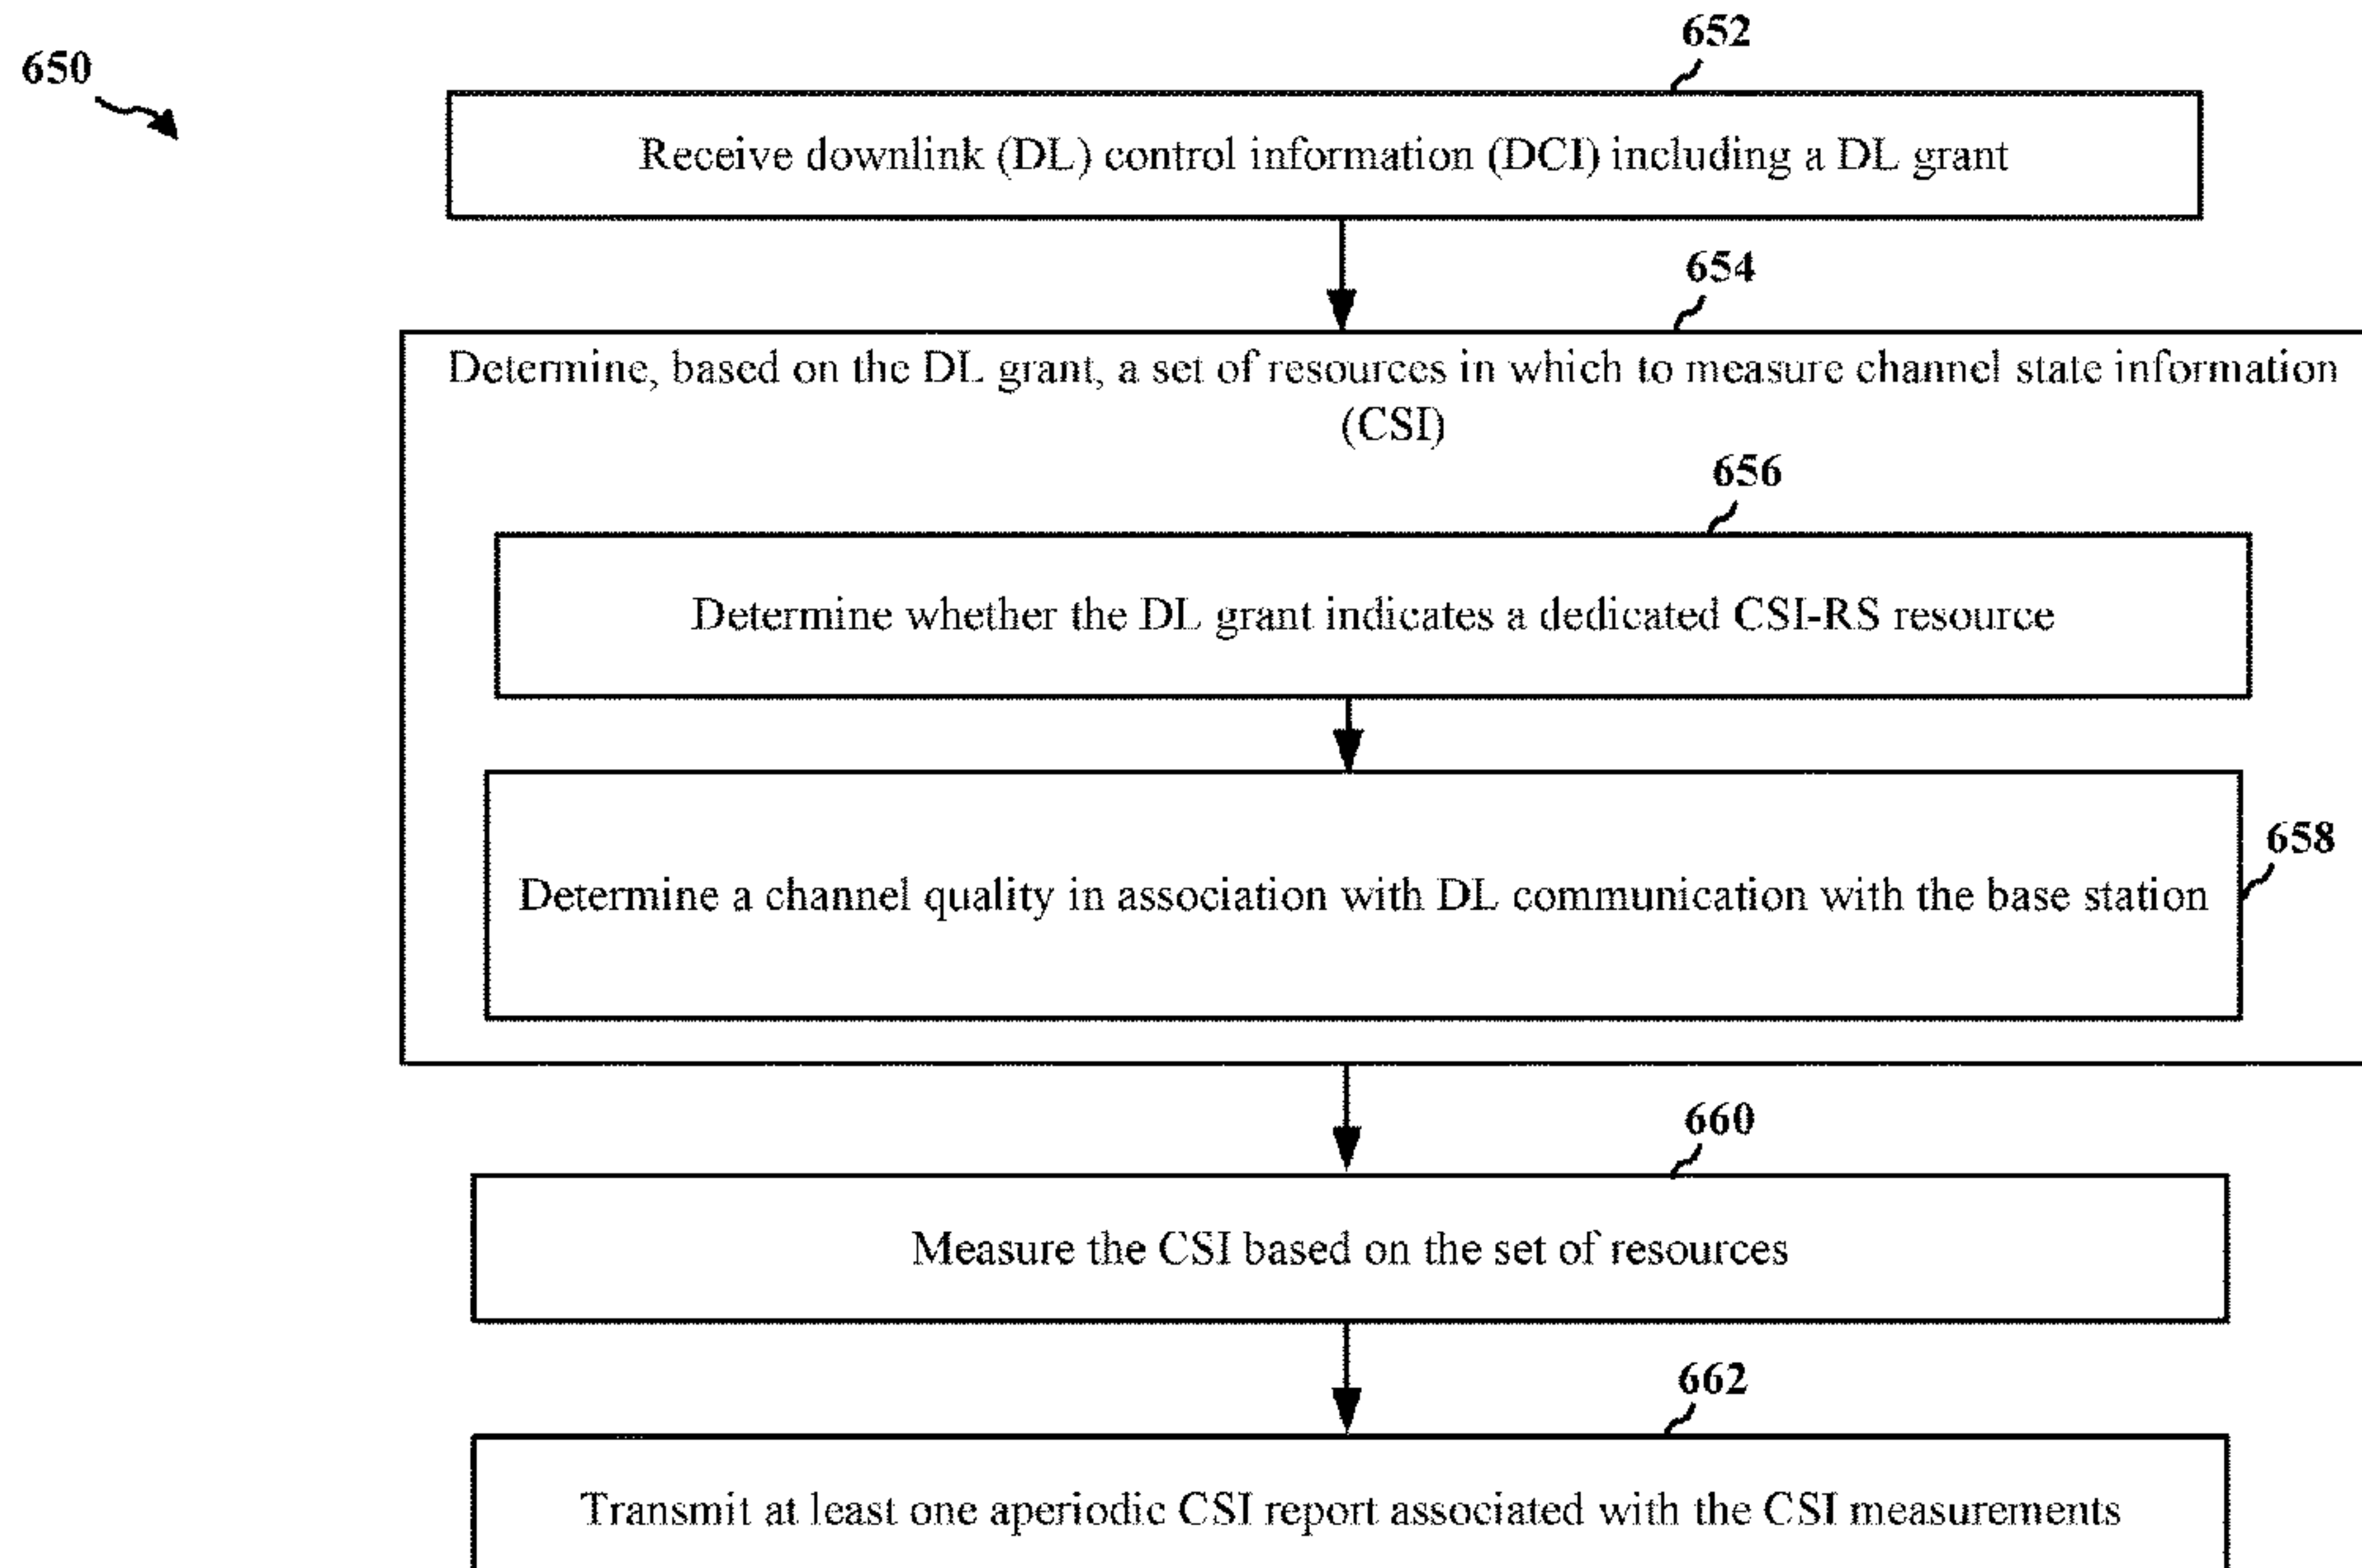 650
652
Receive downlink (DL) control information (DCI) including a DL grant
654
Determine, based on the DL grant, a set of resources in which to measure channel state information
(CSI)
656
Determine whether the DL grant indicates a dedicated CSI-RS resource
658
Determine a channel quality in association with DL communication with the base station
660
Measure the CSI based on the set of resources
662
Transmit at least one aperiodic CSI report associated with the CSI measurements